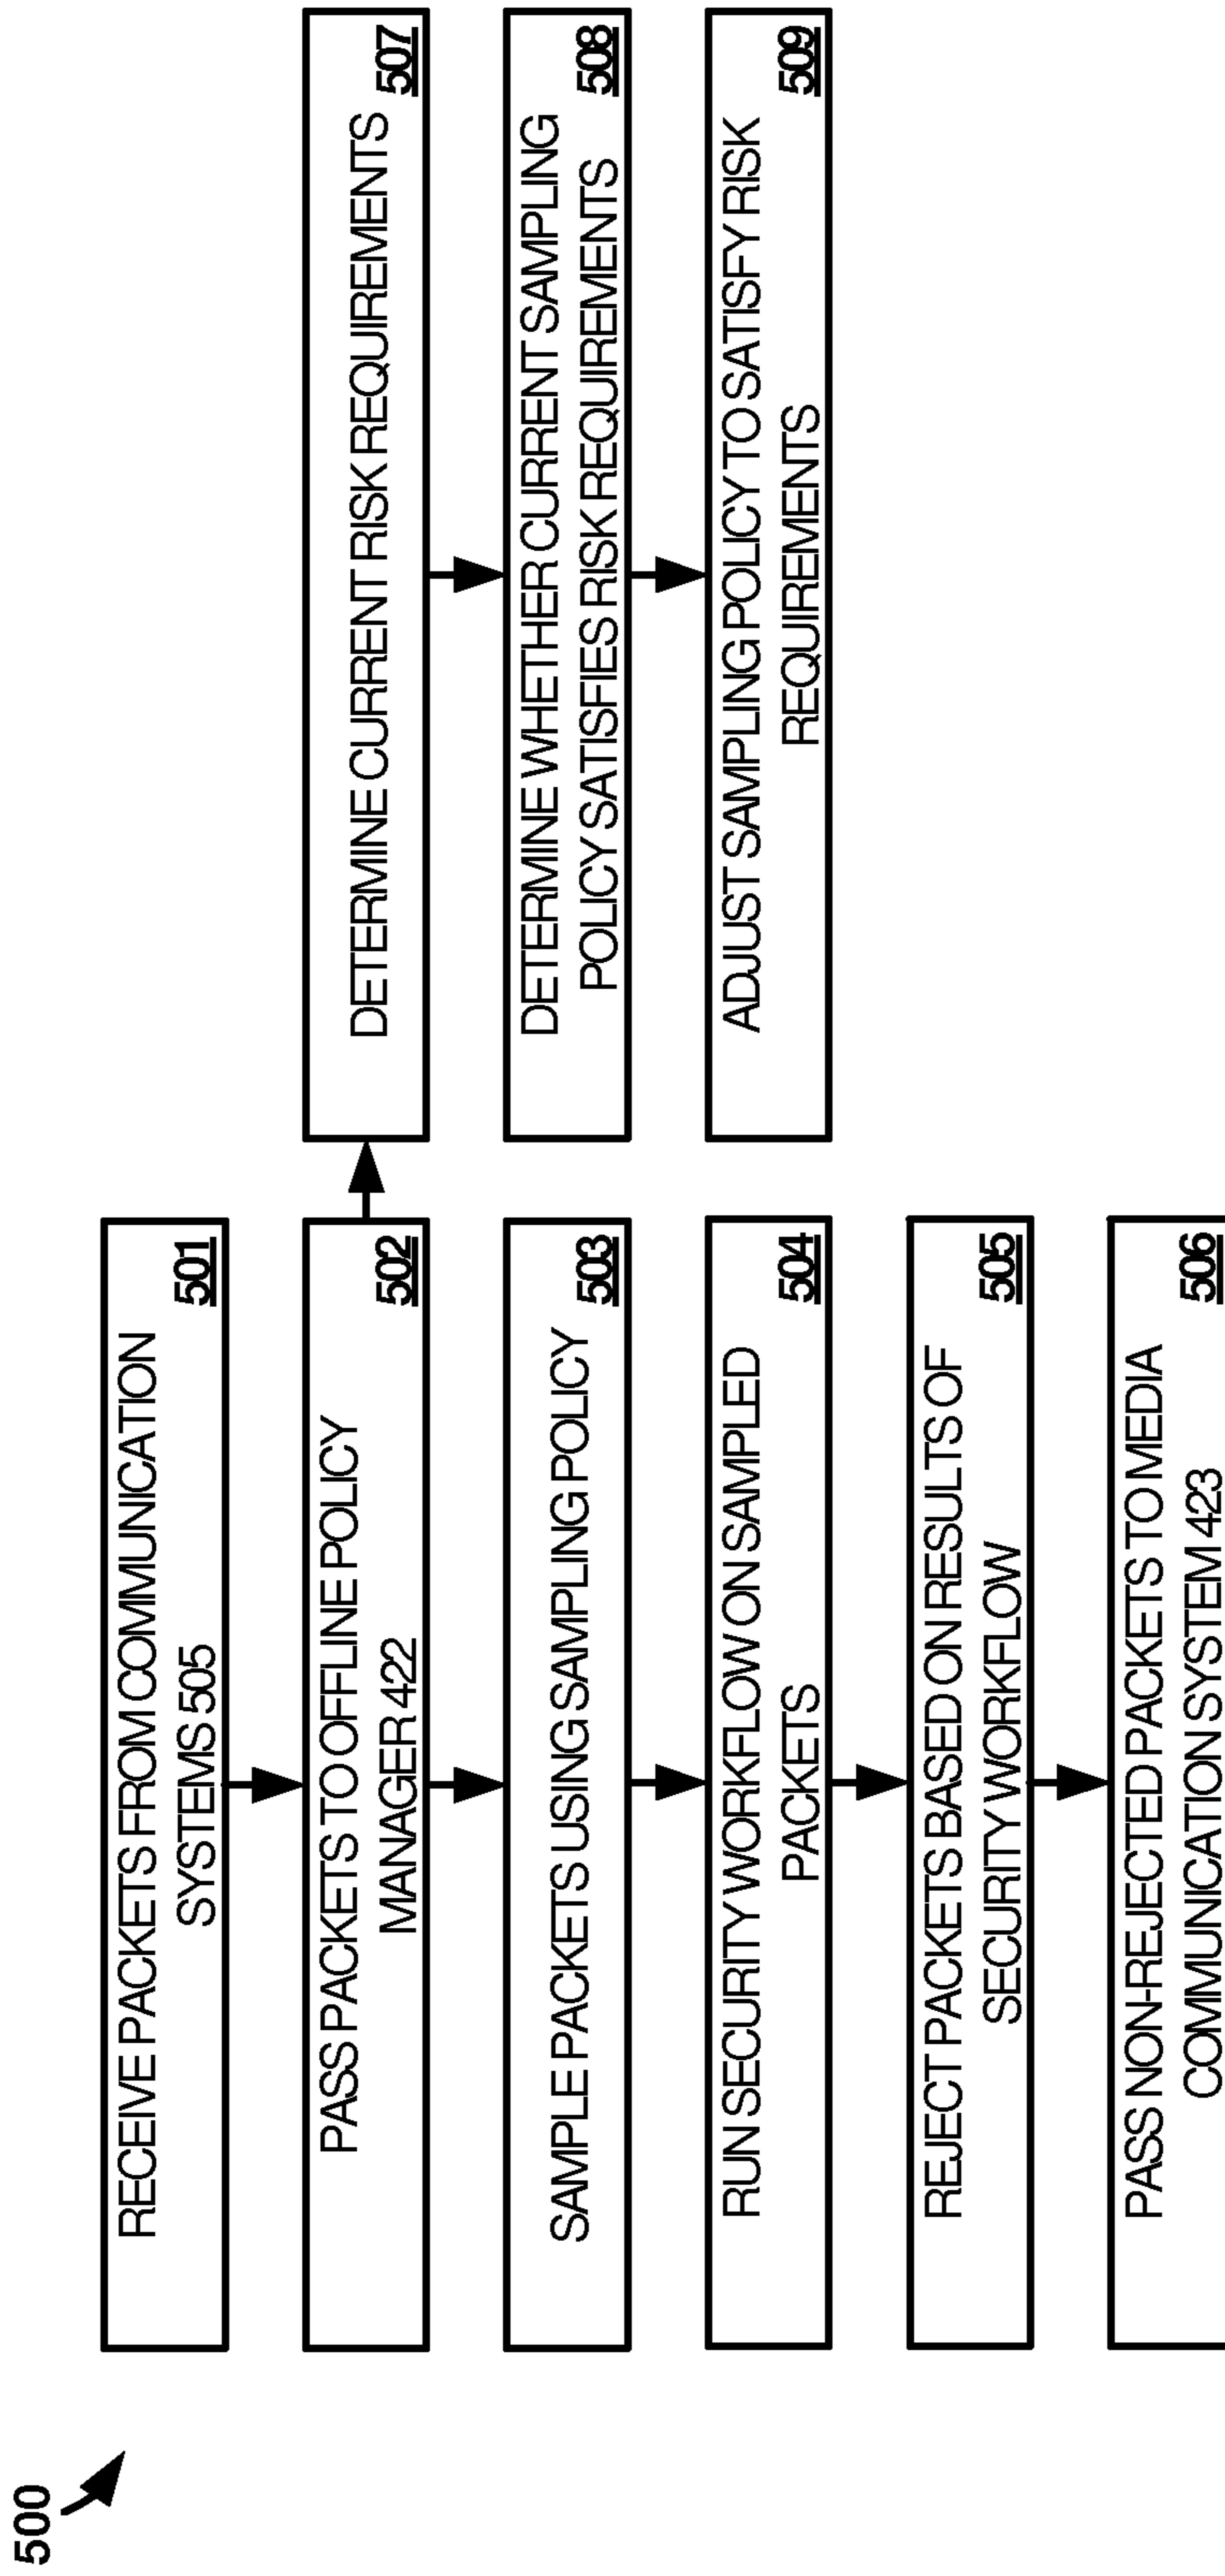 500
RECEIVE PACKETS FROM COMMUNICATION
SYSTEMS 505
501
PASS PACKETS TO OFFLINE POLICY
MANAGER 422
502
SAMPLE PACKETS USING SAMPLING POLICY
503
RUN SECURITY WORKFLOW ON SAMPLED
PACKETS
504
REJECT PACKETS BASED ON RESULTS OF
SECURITY WORKFLOW
505
PASS NON-REJECTED PACKETS TO MEDIA
COMMUNICATION SYSTEM 423
506
DETERMINE CURRENT RISK REQUIREMENTS
507
DETERMINE WHETHER CURRENT SAMPLING
POLICY SATISFIES RISK REQUIREMENTS
508
ADJUST SAMPLING POLICY TO SATISFY RISK
REQUIREMENTS
509